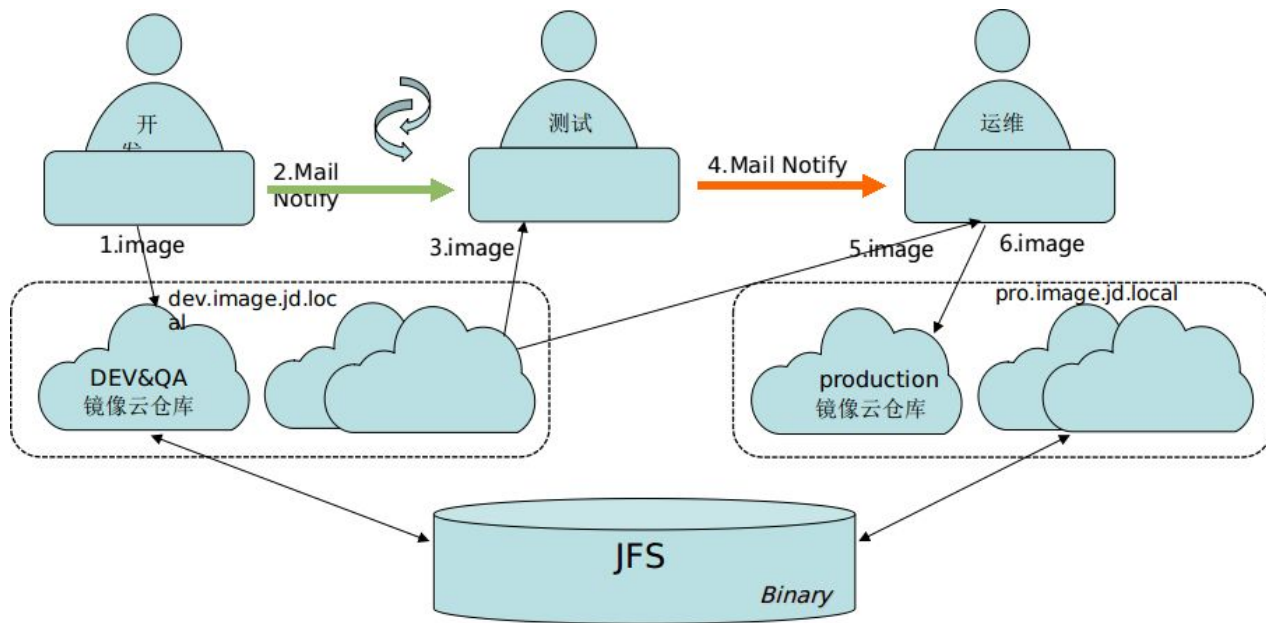 开
发
测试
运维
2.Mail
Notify
4.Mail Notify
1.image
3.image
5.image
6.image
dev.image.jd.loc
al
pro.image.jd.local
DEV&QA
镜像云仓库
production
镜像云仓库
JFS
Binary